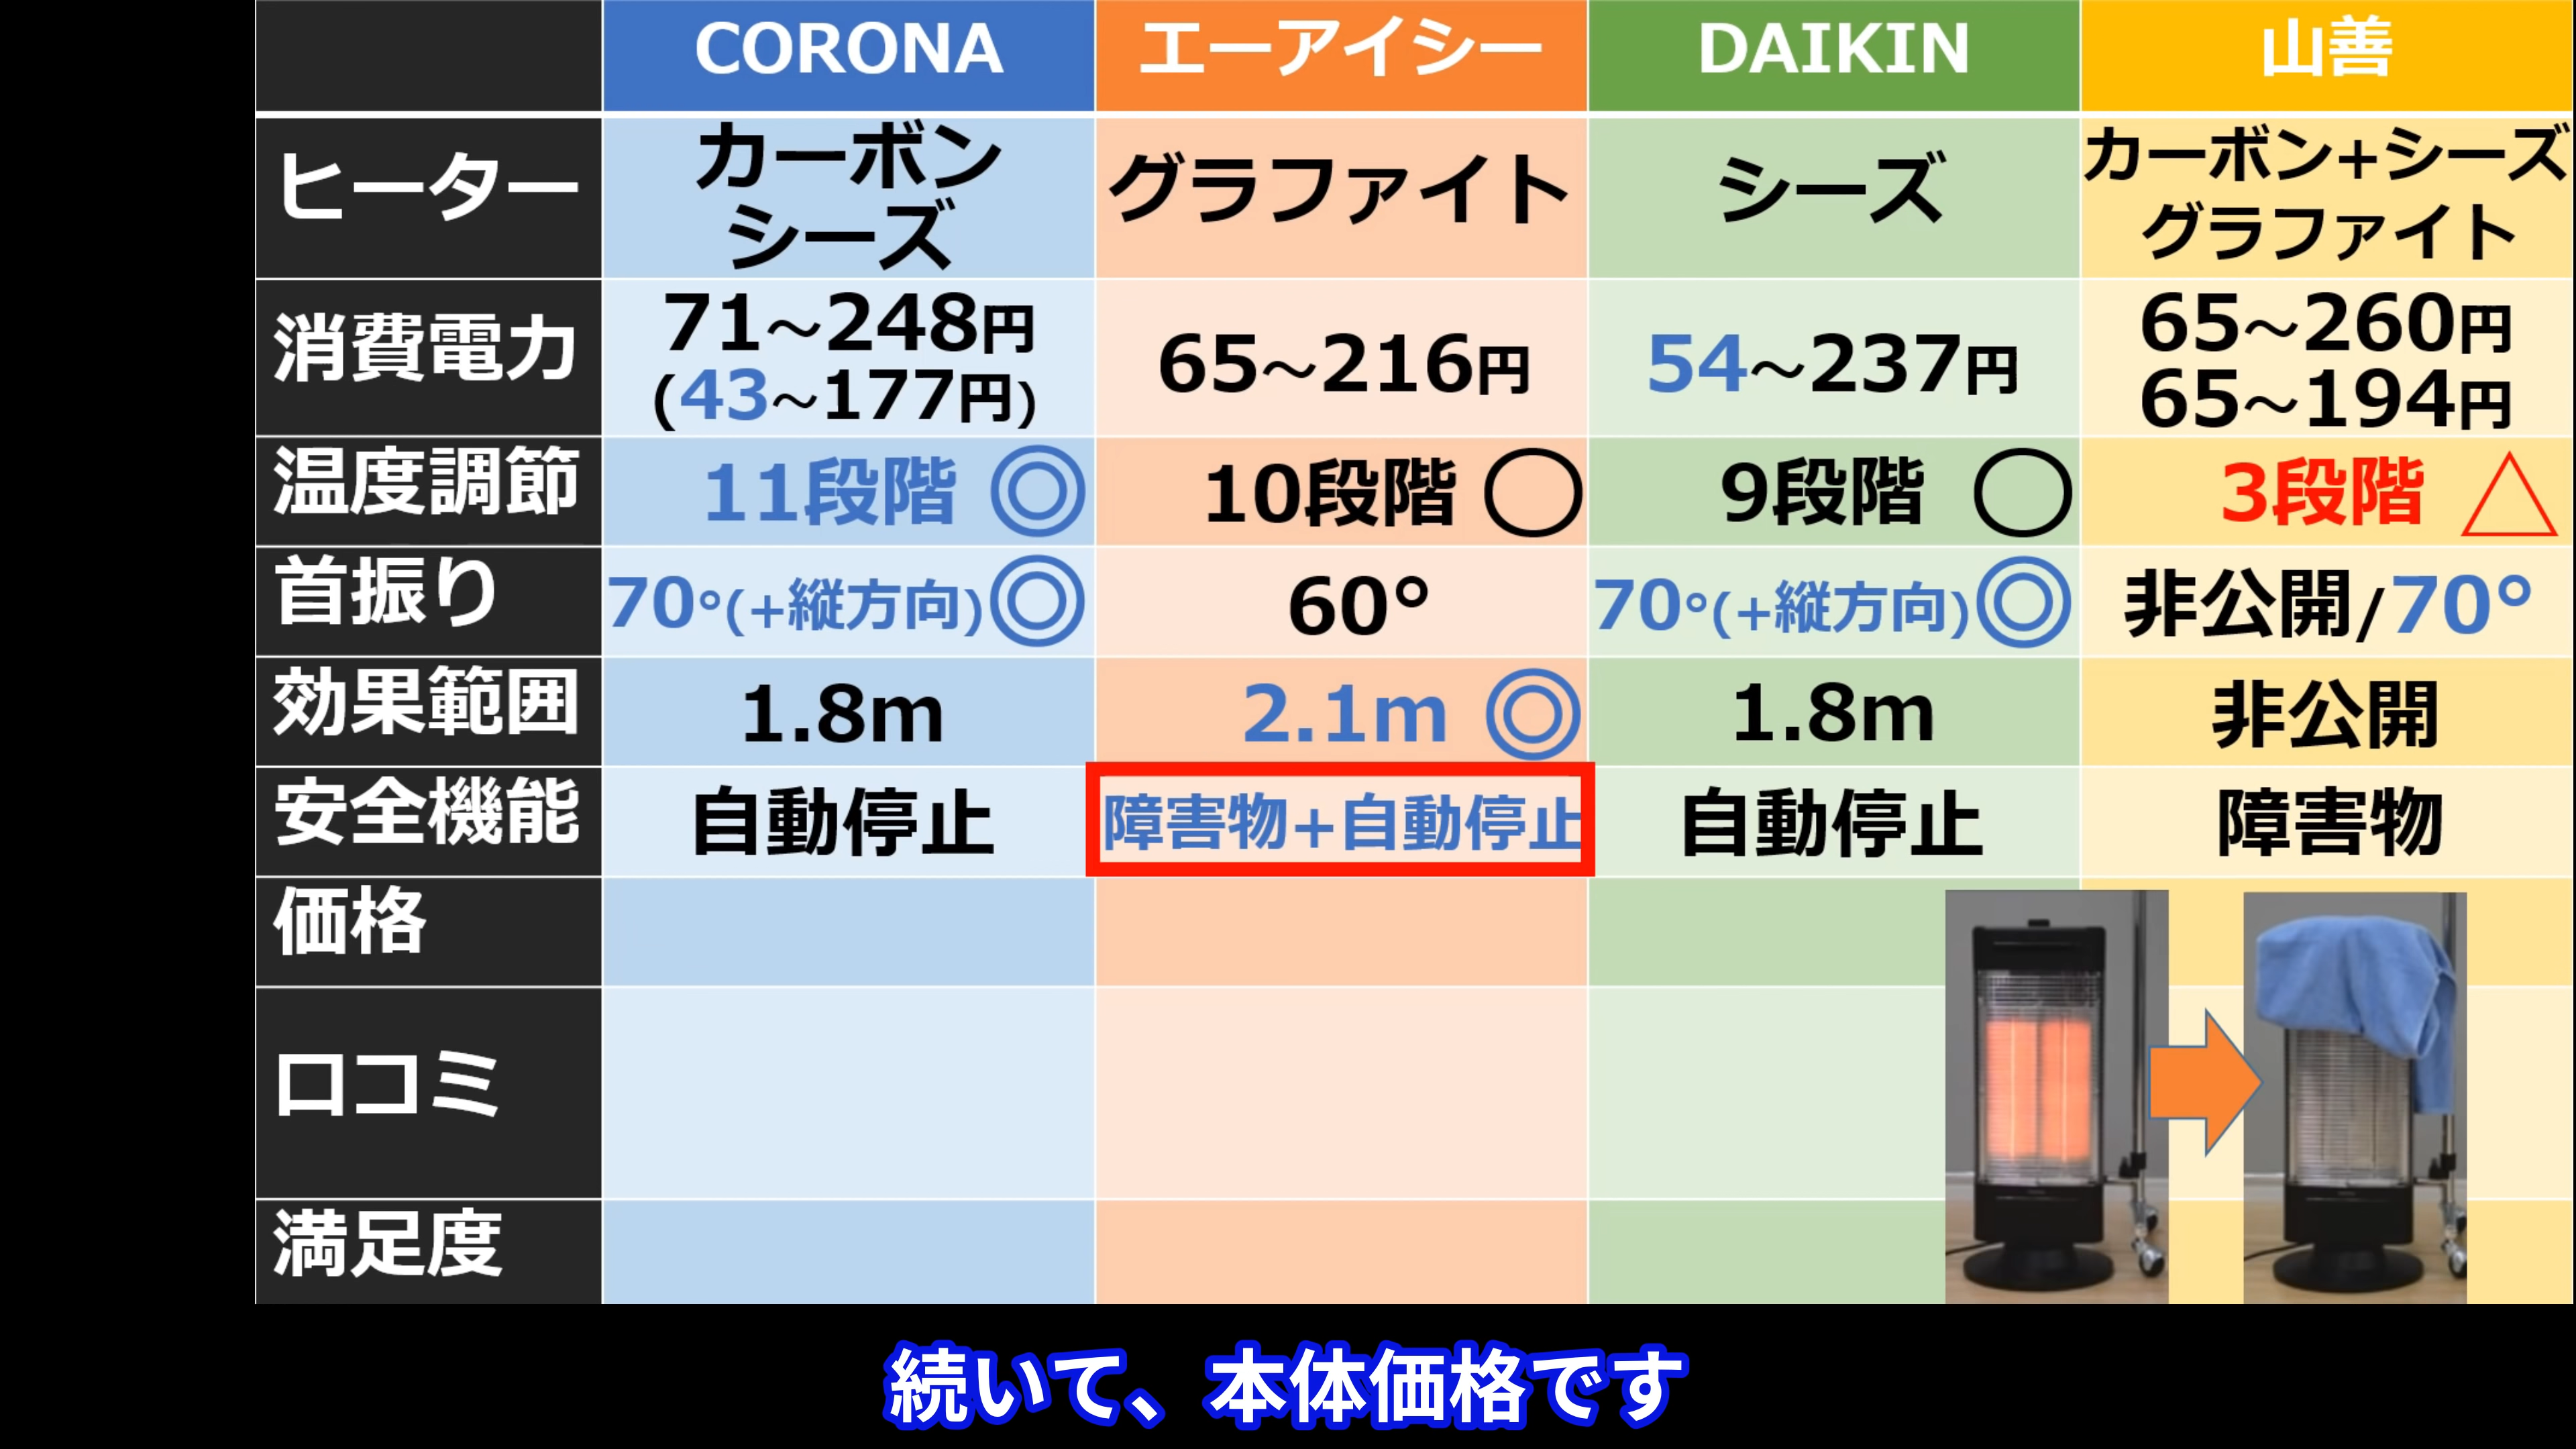 CORONA エーアイシー DAIKIN 山善
ヒーター カーボン シーズ グラファイト シーズ カーボン+シーズ グラファイト
消費電力 71～248円 (43～177円) 65～216円 54～237円 65～260円 65～194円
温度調節 11段階 ◎ 10段階 ○ 9段階 ○ 3段階 △
首振り 70°(+縦方向) ◎ 60° 70°(+縦方向) ◎ 非公開/70°
効果範囲 1.8m 2.1m ◎ 1.8m 非公開
安全機能 自動停止 障害物+自動停止 自動停止 障害物
価格
口コミ
満足度
続いて、本体価格です